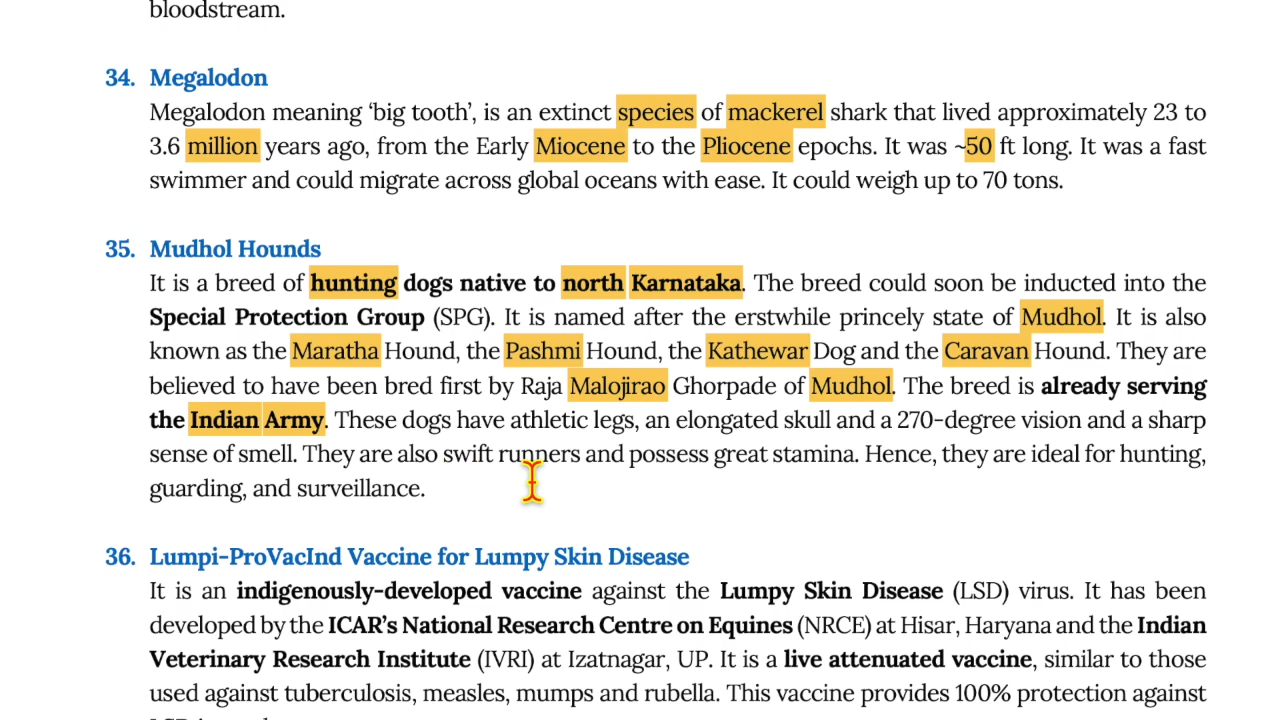 bloodstream.
34. Megalodon
Megalodon meaning ‘big tooth’, is an extinct species of mackerel shark that lived approximately 23 to
3.6 million years ago, from the Early Miocene to the Pliocene epochs. It was ~50 ft long. It was a fast
swimmer and could migrate across global oceans with ease. It could weigh up to 70 tons.
35. Mudhol Hounds
It is a breed of hunting dogs native to north Karnataka. The breed could soon be inducted into the
Special Protection Group (SPG). It is named after the erstwhile princely state of Mudhol. It is also
known as the Maratha Hound, the Pashmi Hound, the Kathewar Dog and the Caravan Hound. They are
believed to have been bred first by Raja Malojirao Ghorpade of Mudhol. The breed is already serving
the Indian Army. These dogs have athletic legs, an elongated skull and a 270-degree vision and a sharp
sense of smell. They are also swift runners and possess great stamina. Hence, they are ideal for hunting,
guarding, and surveillance.
36. Lumpi-ProVacInd Vaccine for Lumpy Skin Disease
It is an indigenously-developed vaccine against the Lumpy Skin Disease (LSD) virus. It has been
developed by the ICAR’s National Research Centre on Equines (NRCE) at Hisar, Haryana and the Indian
Veterinary Research Institute (IVRI) at Izatnagar, UP. It is a live attenuated vaccine, similar to those
used against tuberculosis, measles, mumps and rubella. This vaccine provides 100% protection against